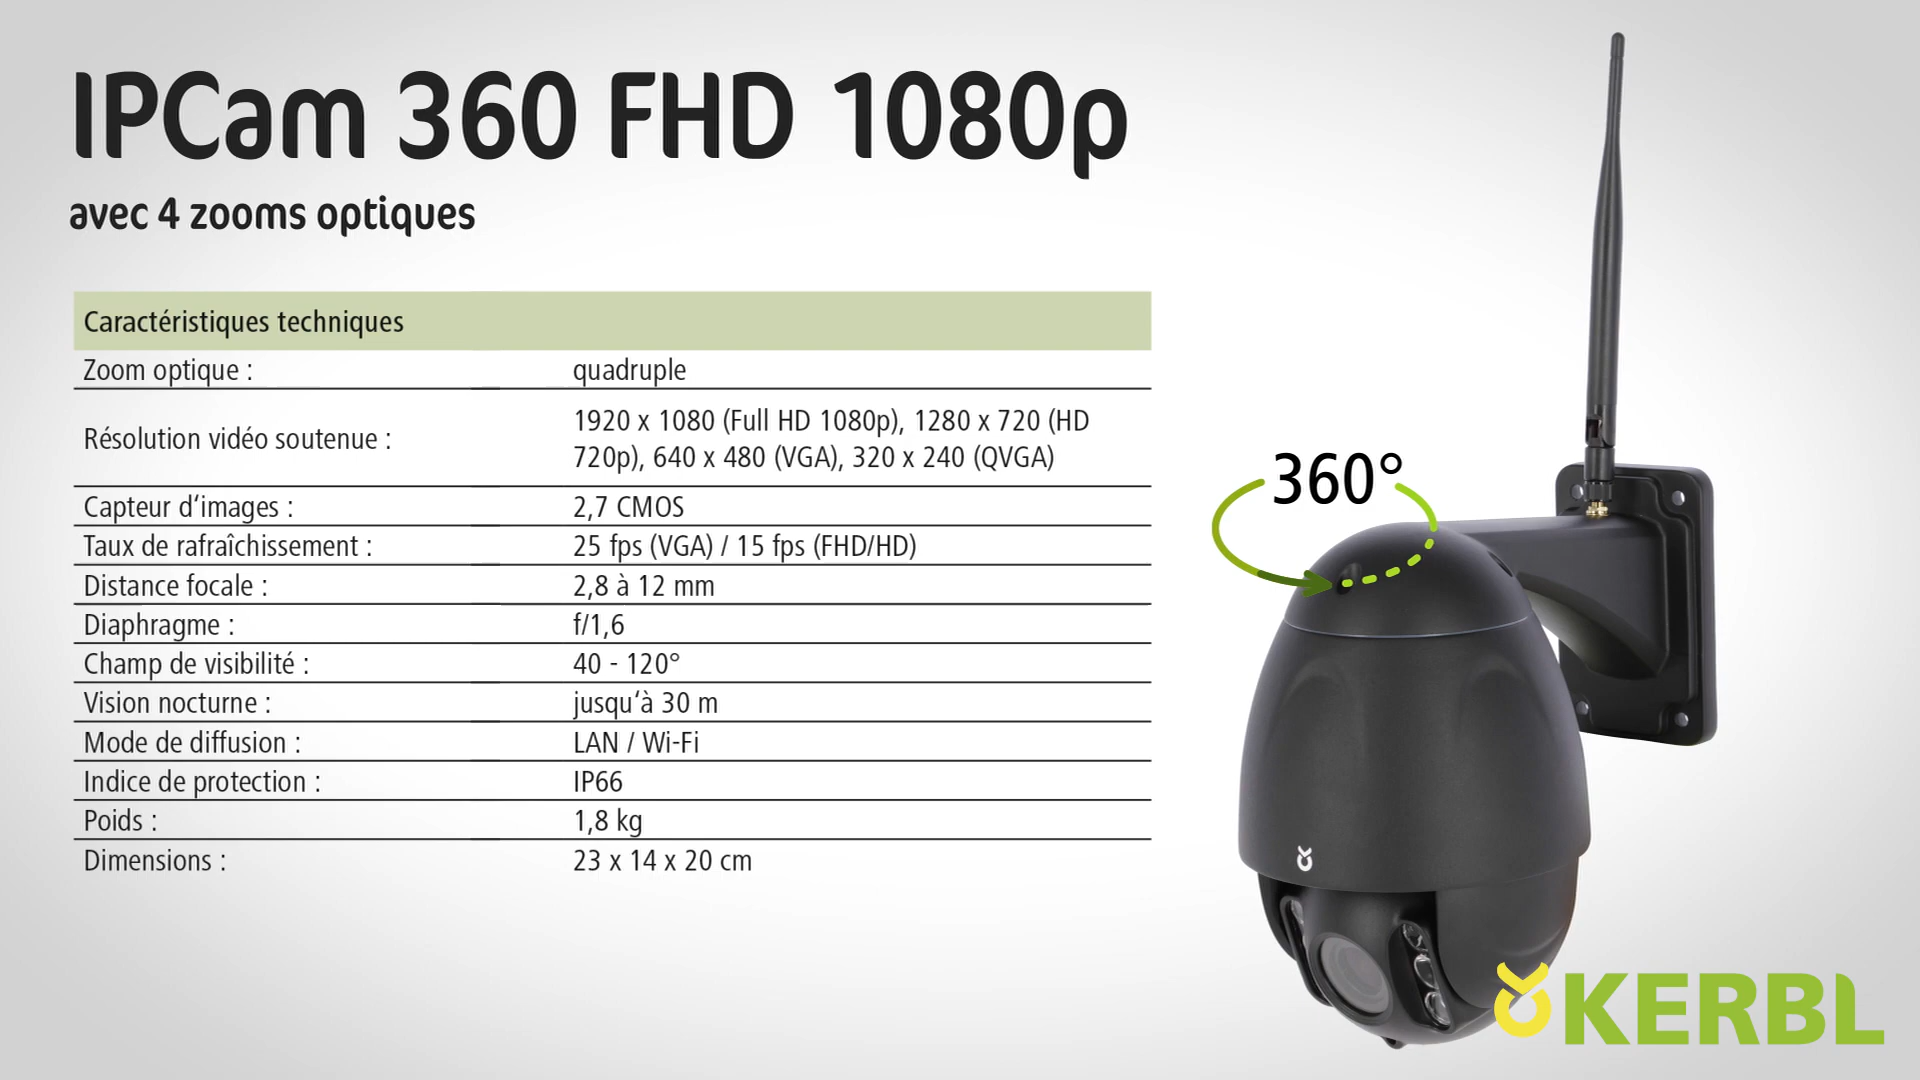 IPCam 360 FHD 1080p
avec 4 zooms optiques
Caractéristiques techniques
Zoom optique : quadruple
Résolution vidéo soutenue : 1920 x 1080 (Full HD 1080p), 1280 x 720 (HD
720p), 640 x 480 (VGA), 320 x 240 (QVGA)
Capteur d‘images : 2,7 CMOS
Taux de rafraîchissement : 25 fps (VGA) / 15 fps (FHD/HD)
Distance focale : 2,8 à 12 mm
Diaphragme : f/1,6
Champ de visibilité : 40 - 120°
Vision nocturne : jusqu‘à 30 m
Mode de diffusion : LAN / Wi-Fi
Indice de protection : IP66
Poids : 1,8 kg
Dimensions : 23 x 14 x 20 cm
360°
KERBL